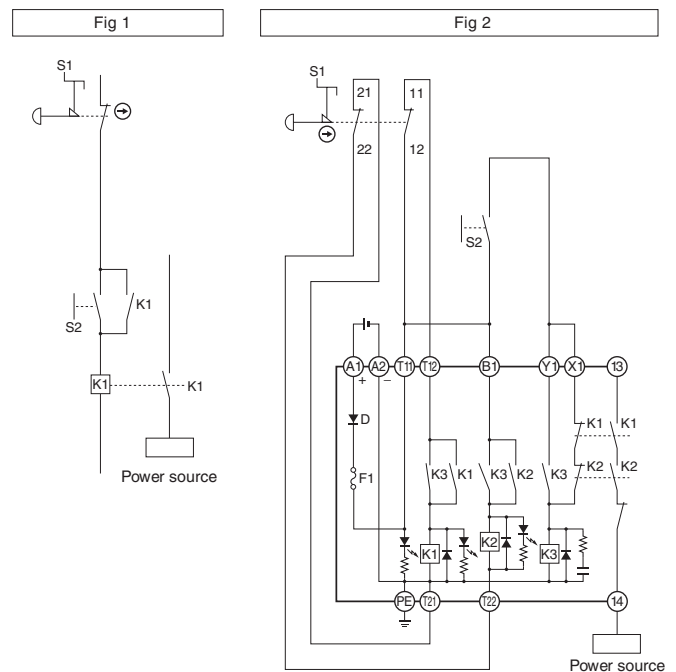 Fig 1
Fig 2
S1
S2
K1
K1
K1
Power source
S1
21
11
22
12
S2
A1
A2
T11
T12
B1
Y1
X1
13
+
−
D
F1
K1
K1
K2
K2
K3
K1
K3
K2
K3
K1
K2
K3
PE
T21
T22
14
Power source